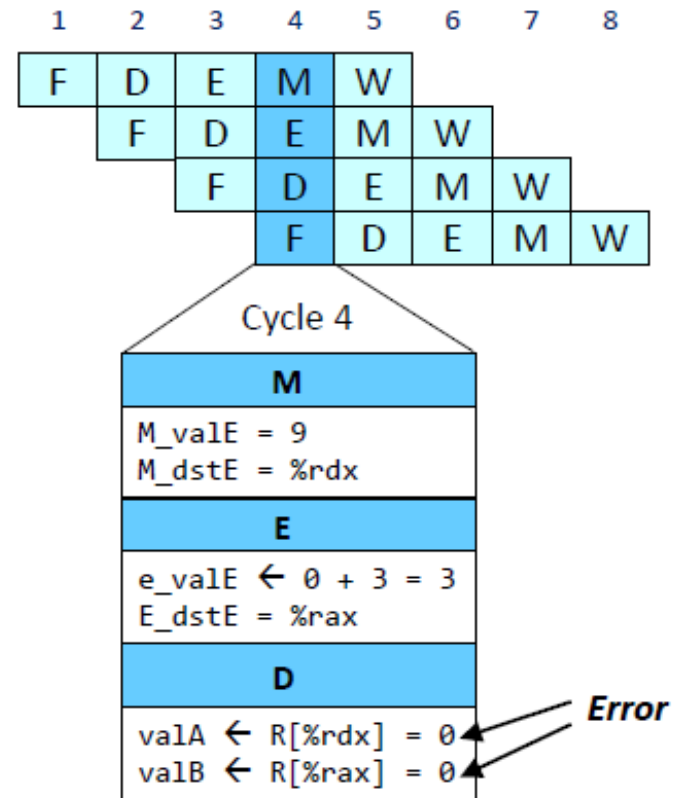 1 2 3 4 5 6 7 8
F D E M W
F D E M W
F D E M W
F D E M W
Cycle 4
M
M_valE = 9
M_dstE = %rdx
E
e_valE ← 0 + 3 = 3
E_dstE = %rax
D
valA ← R[%rdx] = 0
valB ← R[%rax] = 0
Error